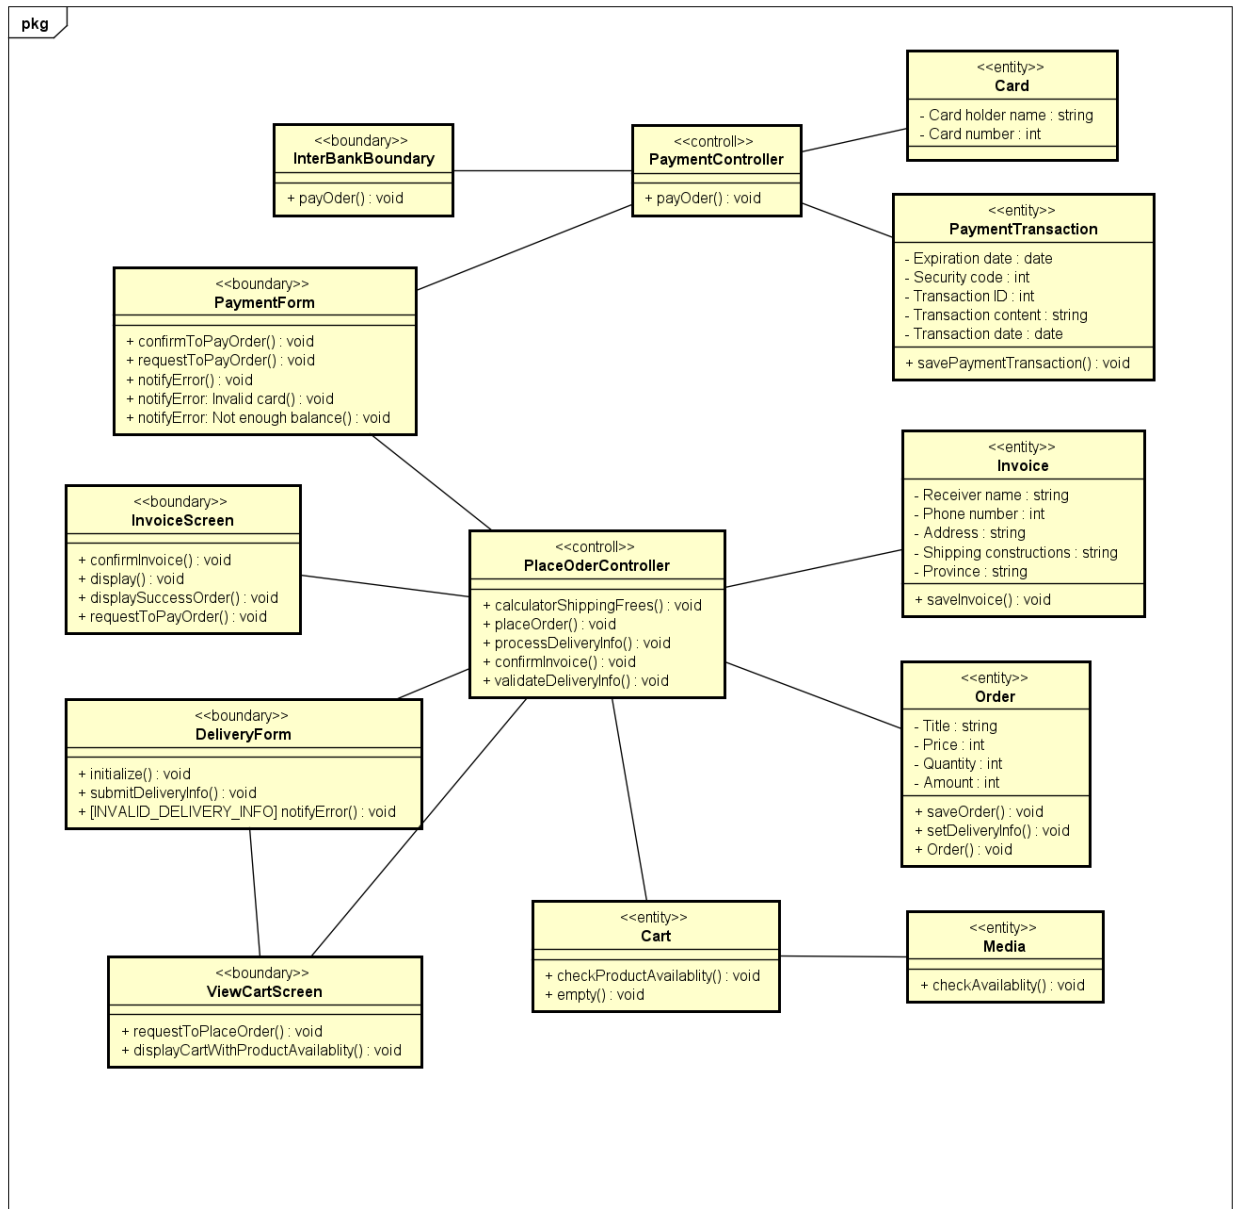 pkg
<<entity>>
Card
- Card holder name : string
- Card number : int
<<boundary>>
InterBankBoundary
+ payOder() : void
<<controll>>
PaymentController
+ payOder() : void
<<entity>>
PaymentTransaction
- Expiration date : date
- Security code : int
- Transaction ID : int
- Transaction content : string
- Transaction date : date
+ savePaymentTransaction() : void
<<boundary>>
PaymentForm
+ confirmToPayOrder() : void
+ requestToPayOrder() : void
+ notifyError() : void
+ notifyError: Invalid card() : void
+ notifyError: Not enough balance() : void
<<entity>>
Invoice
- Receiver name : string
- Phone number : int
- Address : string
- Shipping constructions : string
- Province : string
+ saveInvoice() : void
<<boundary>>
InvoiceScreen
+ confirmInvoice() : void
+ display() : void
+ displaySuccessOrder() : void
+ requestToPayOrder() : void
<<controll>>
PlaceOderController
+ calculatorShippingFrees() : void
+ placeOrder() : void
+ processDeliveryInfo() : void
+ confirmInvoice() : void
+ validateDeliveryInfo() : void
<<entity>>
Order
- Title : string
- Price : int
- Quantity : int
- Amount : int
+ saveOrder() : void
+ setDeliveryInfo() : void
+ Order() : void
<<boundary>>
DeliveryForm
+ initialize() : void
+ submitDeliveryInfo() : void
+ [INVALID_DELIVERY_INFO] notifyError() : void
<<entity>>
Cart
+ checkProductAvailablity() : void
+ empty() : void
<<entity>>
Media
+ checkAvailablity() : void
<<boundary>>
ViewCartScreen
+ requestToPlaceOrder() : void
+ displayCartWithProductAvailablity() : void